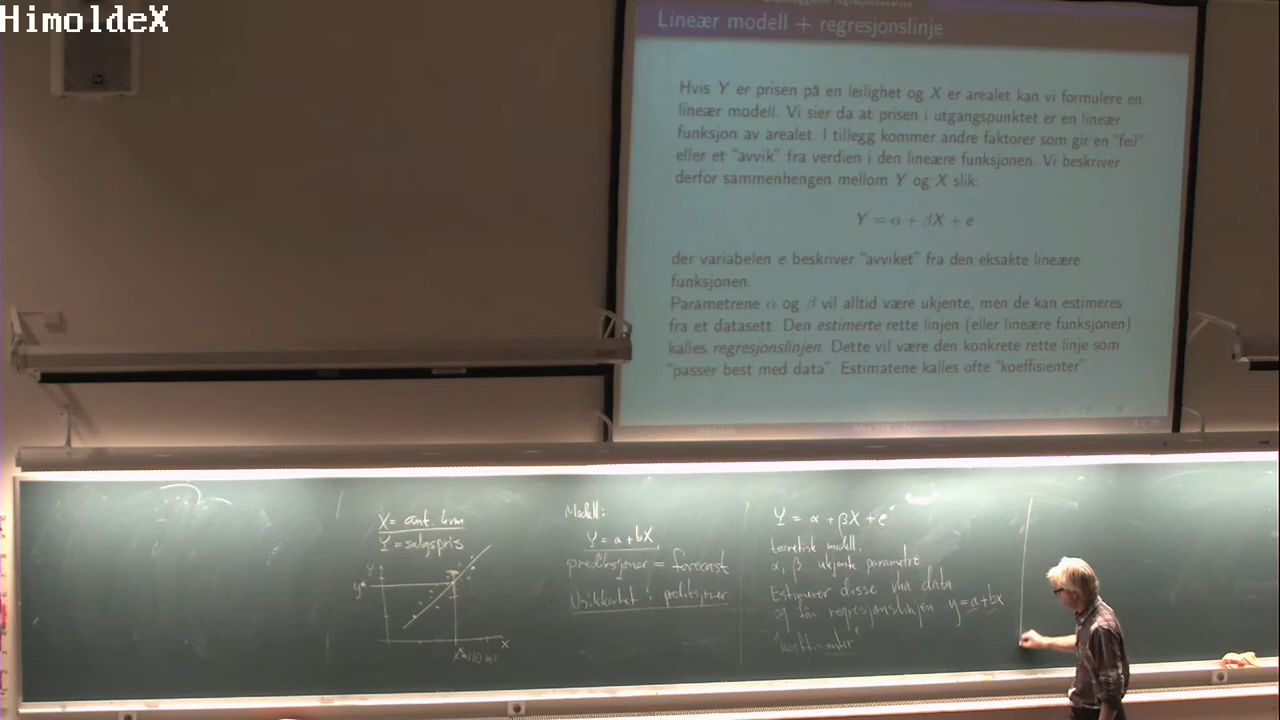 HimoldeX
Lineær modell + regresjonslinje
Hvis Y er prisen på en leilighet og X er arealet kan vi formulere en
lineær modell. Vi sier da at prisen i utgangspunktet er en lineær
funksjon av arealet. I tillegg kommer andre faktorer som gir en "feil"
eller et "avvik" fra verdien i den lineære funksjonen. Vi beskriver
derfor sammenhengen mellom Y og X slik:
Y = α + βX + e
der variabelen e beskriver "avviket" fra den eksakte lineære
funksjonen.
Parametrene α og β vil alltid være ukjente, men de kan estimeres
fra et datasett. Den estimerte rette linjen (eller lineære funksjonen)
kalles regresjonslinjen. Dette vil være den konkrete rette linje som
"passer best med data". Estimatene kalles ofte "koeffisienter".
X = ant. kvm
Y = salgspris
y
y*
X
Modell:
Y = a + bX
prediksjoner = forecast
Usikkerhet i prediksjoner
Y = α + βX + e
teoretisk modell,
α, β ukjente parametre
Estimerer disse via data
og får regresjonslinjen y = a + bx